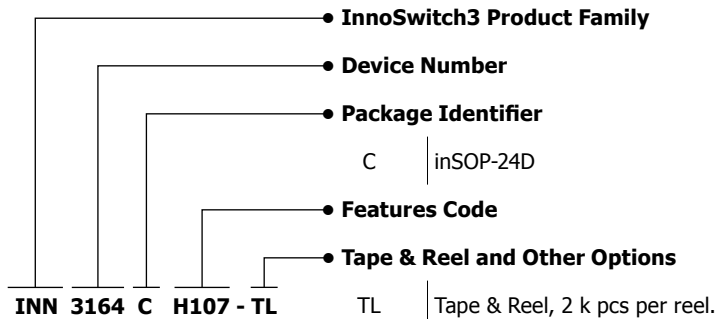 InnoSwitch3 Product Family
Device Number
Package Identifier
C inSOP-24D
Features Code
Tape & Reel and Other Options
INN 3164 C H107 - TL TL Tape & Reel, 2 k pcs per reel.